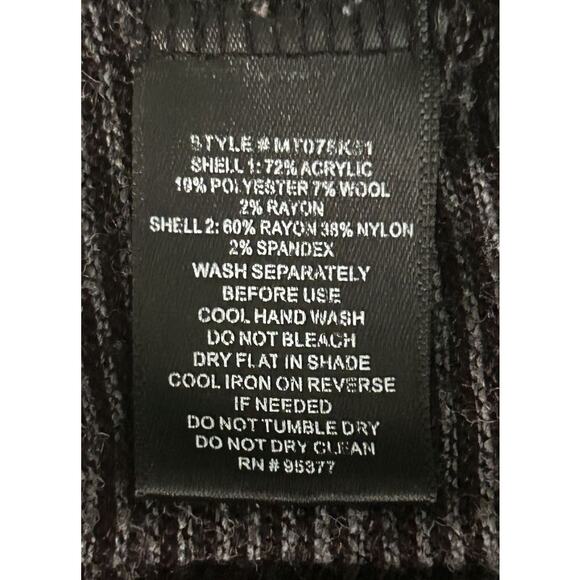 SHELL 1: 72% ACRYLIC
19% POLYESTER 7% WOOL
2% RAYON
SHELL 2: 60% RAYON 38% NYLON
2% SPANDEX
WASH SEPARATELY
BEFORE USE
COOL HAND WASH
DO NOT BLEACH
DRY FLAT IN SHADE
COOL IRON ON REVERSE
IF NEEDED
DO NOT TUMBLE DRY
DO NOT DRY CLEAN
RN # 95377